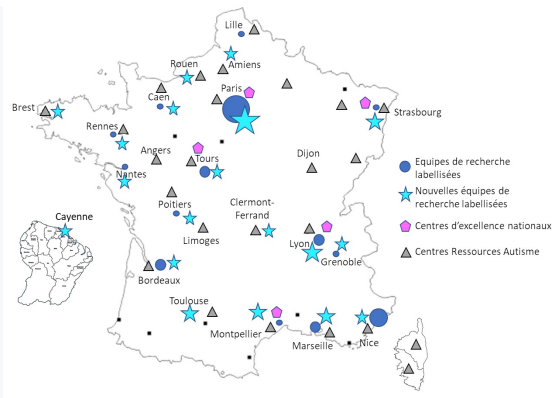 Lille
Rouen
Amiens
Caen
Paris
Brest
Strasbourg
Rennes
Angers
Tours
Dijon
Nantes
Equipes de recherche
labellisées
Nouvelles équipes de
recherche labellisées
Centres d'excellence nationaux
Centres Ressources Autisme
Cayenne
Poitiers
Clermont-
Ferrand
Limoges
Lyon
Grenoble
Bordeaux
Toulouse
Montpellier
Marseille
Nice